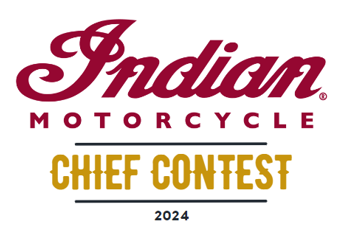 Indian®
MOTORCYCLE
CHIEF CONTEST
2024